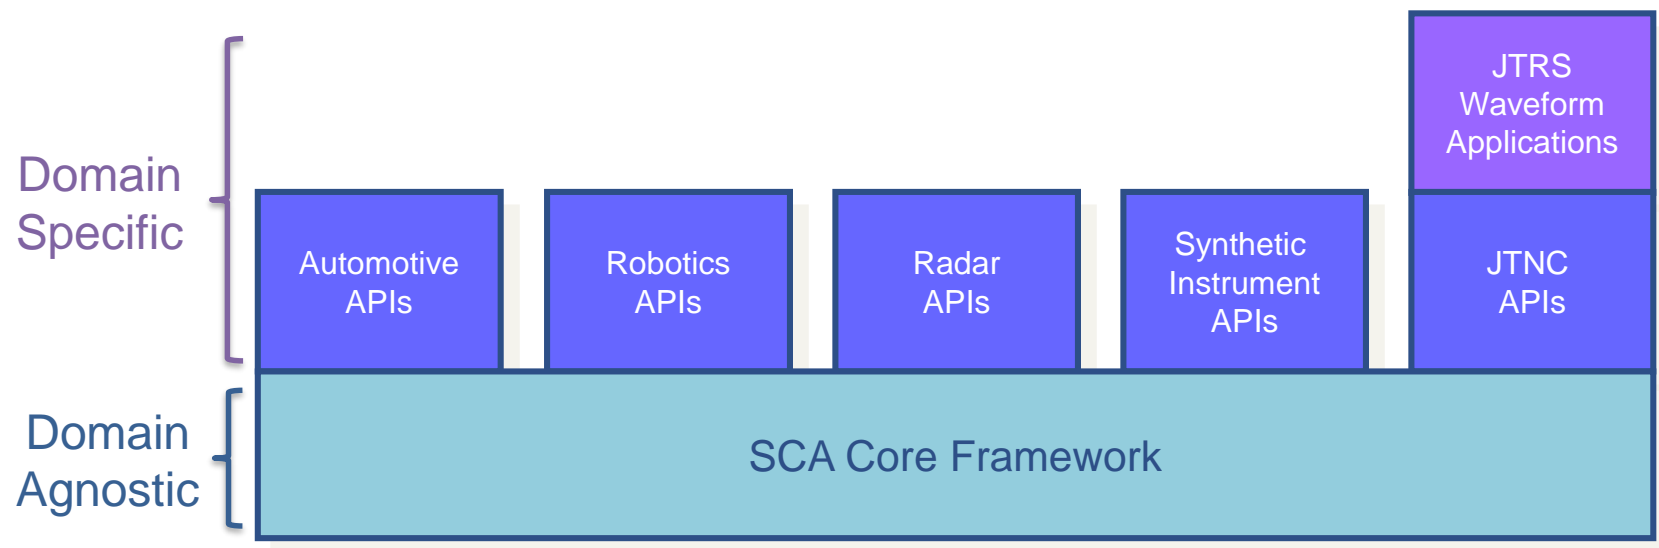 JTRS
Waveform
Applications
Domain
Specific
Automotive
APIs
Robotics
APIs
Radar
APIs
Synthetic
Instrument
APIs
JTNC
APIs
Domain
Agnostic
SCA Core Framework